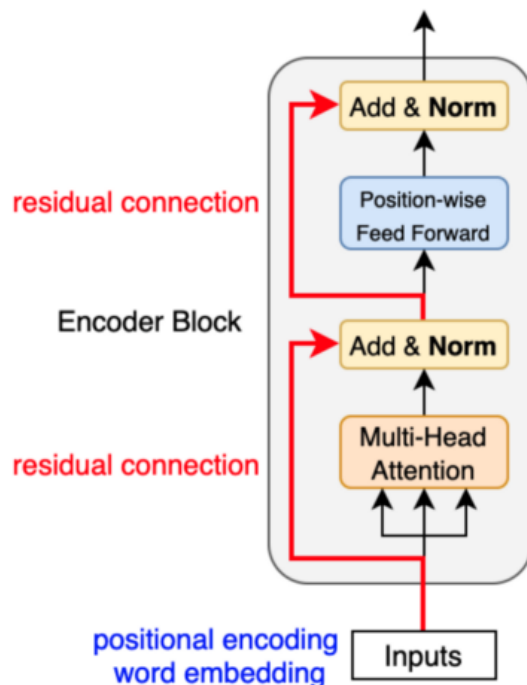 Add & Norm
residual connection
Position-wise
Feed Forward
Encoder Block
Add & Norm
residual connection
Multi-Head
Attention
positional encoding
word embedding
Inputs